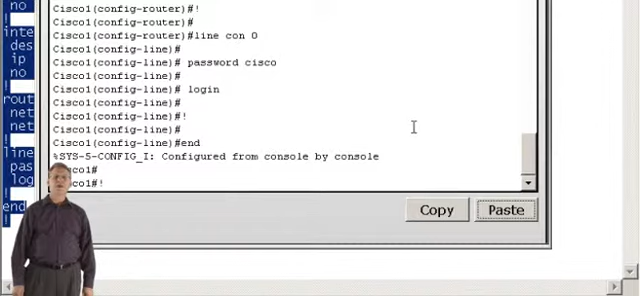 no
Cisco1(config-router)#!
!
Cisco1(config-router)#
inte
Cisco1(config-router)#line con 0
des
Cisco1(config-line)#
ip
Cisco1(config-line)# password cisco
no
Cisco1(config-line)#
!
Cisco1(config-line)# login
rout
Cisco1(config-line)#
net
Cisco1(config-line)#!
net
Cisco1(config-line)#
!
Cisco1(config-line)#end
line
%SYS-5-CONFIG_I: Configured from console by console
pas
sco1#
log
sco1#!
end
!
Copy
Paste